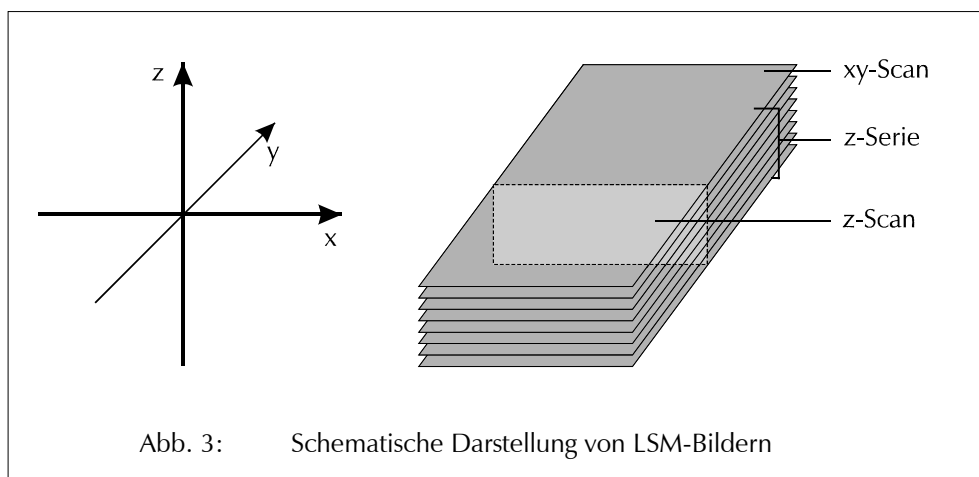 z
y
x
xy-Scan
z-Serie
z-Scan
Abb. 3: Schematische Darstellung von LSM-Bildern